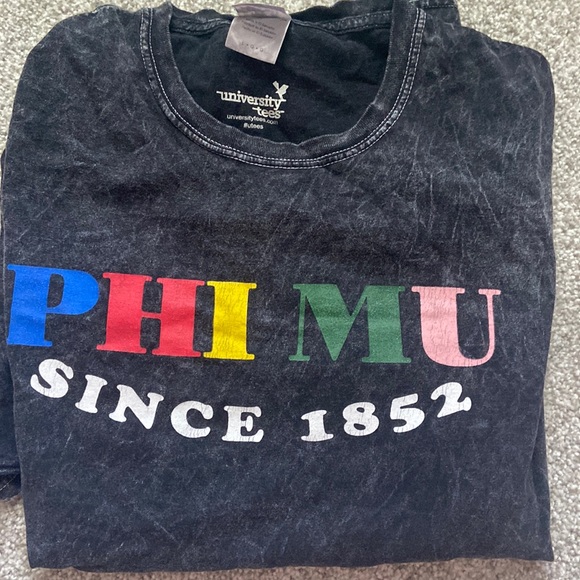 university
tees
universitytees.com
#utees
PHI MU
SINCE 1852